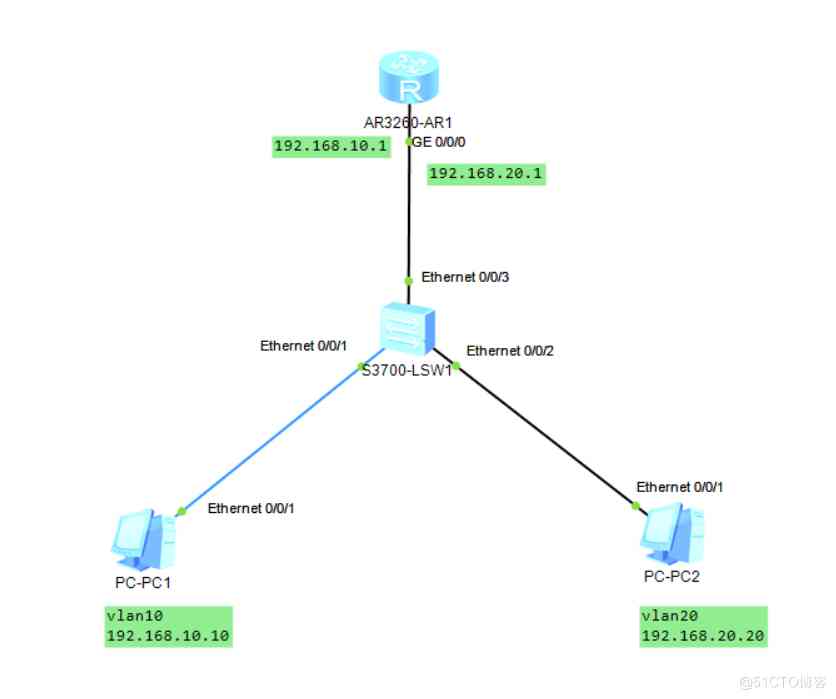 R
AR3260-AR1
192.168.10.1
GE 0/0/0
192.168.20.1
Ethernet 0/0/3
Ethernet 0/0/1
Ethernet 0/0/2
S3700-LSW1
Ethernet 0/0/1
Ethernet 0/0/1
PC-PC1
PC-PC2
vlan10
192.168.10.10
vlan20
192.168.20.20
@51CTO博客